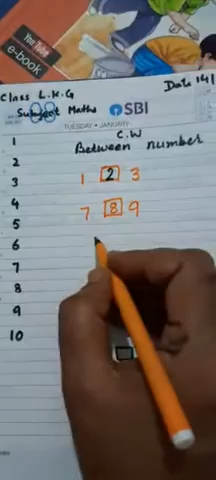 YouTube
e-book
Class L.K.G
Date 14/
Subject Maths
SBI
TUESDAY • JANUARY
C.W
Between number
1 2 3
7 8 9
1
2
3
4
5
6
7
8
9
10